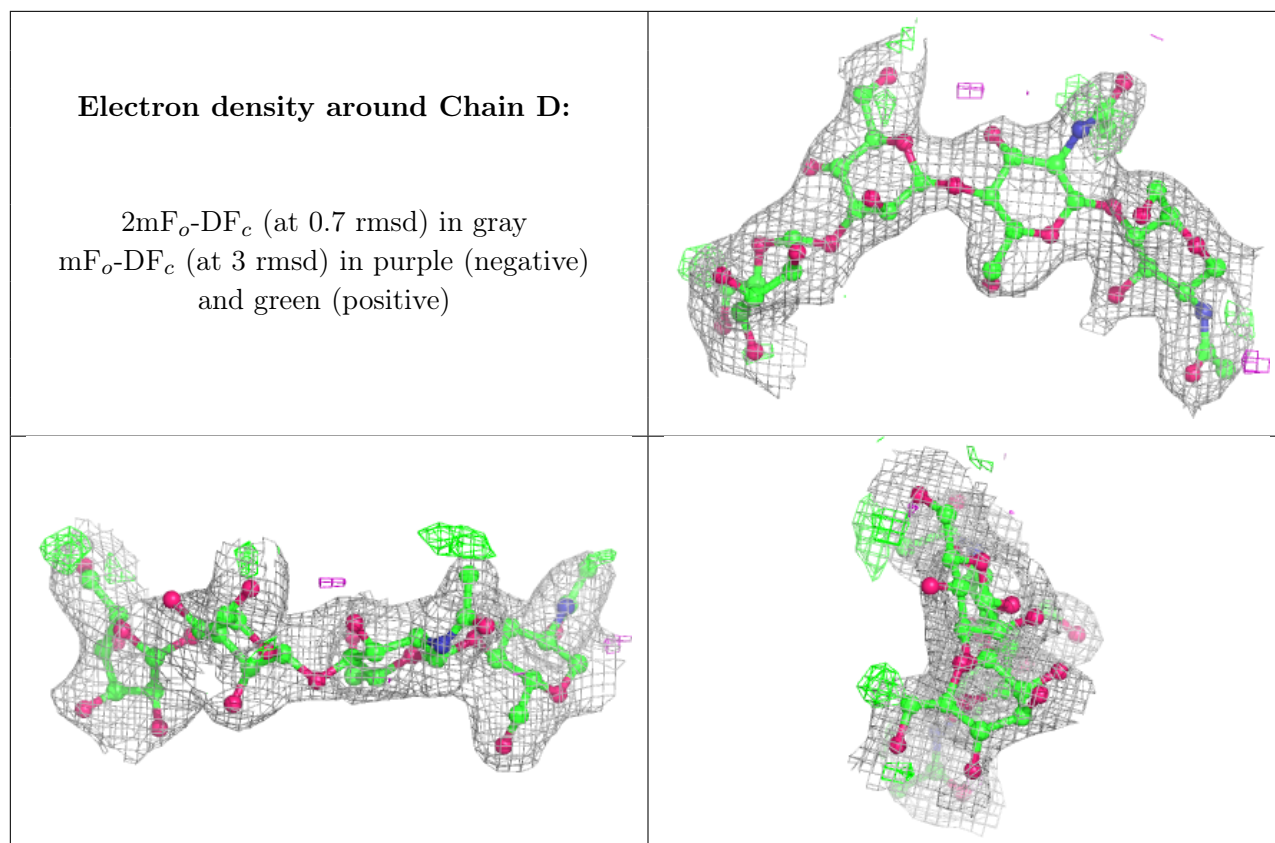 Electron density around Chain D:
2mFo-DFc (at 0.7 rmsd) in gray
mFo-DFc (at 3 rmsd) in purple (negative)
and green (positive)